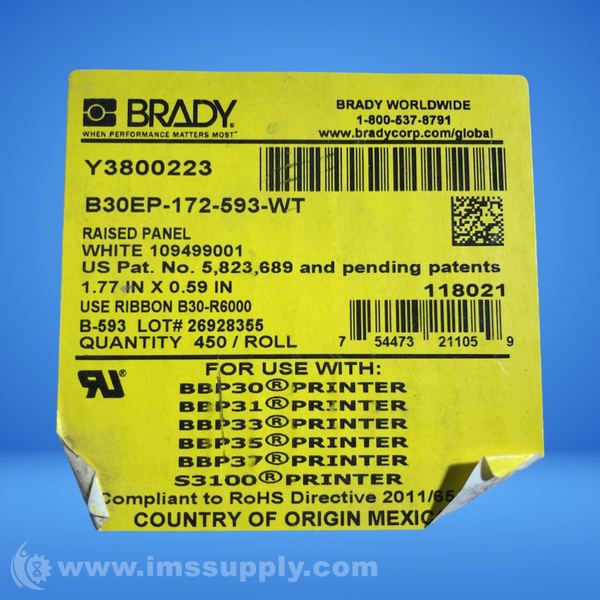 BRADY
WHEN PERFORMANCE MATTERS MOST™
BRADY WORLDWIDE
1-800-537-8791
www.bradycorp.com/global
Y3800223
B30EP-172-593-WT
RAISED PANEL
WHITE 109499001
US Pat. No. 5,823,689 and pending patents
1.77 IN X 0.59 IN
118021
USE RIBBON B30-R6000
B-593 LOT# 26928355
QUANTITY 450 / ROLL
7 54473 21105 9
FOR USE WITH:
BBP30®PRINTER
BBP31®PRINTER
BBP33®PRINTER
BBP35®PRINTER
BBP37®PRINTER
S3100®PRINTER
Compliant to RoHS Directive 2011/65
COUNTRY OF ORIGIN MEXIC
www.imssupply.com/